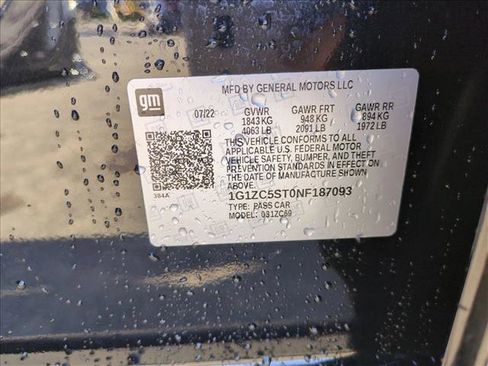 MFD BY GENERAL MOTORS LLC
gm
07/22 GVWR GAWR FRT GAWR RR
1843 KG 948 KG 894 KG
4063 LB 2091 LB 1972 LB
THIS VEHICLE CONFORMS TO ALL
APPLICABLE U.S. FEDERAL MOTOR
VEHICLE SAFETY, BUMPER, AND THEFT
PREVENTION STANDARDS IN EFFECT ON
THE DATE OF MANUFACTURE SHOWN
ABOVE.
384A
1G1ZC5ST0NF187093
TYPE: PASS CAR
MODEL: 0S1ZC69